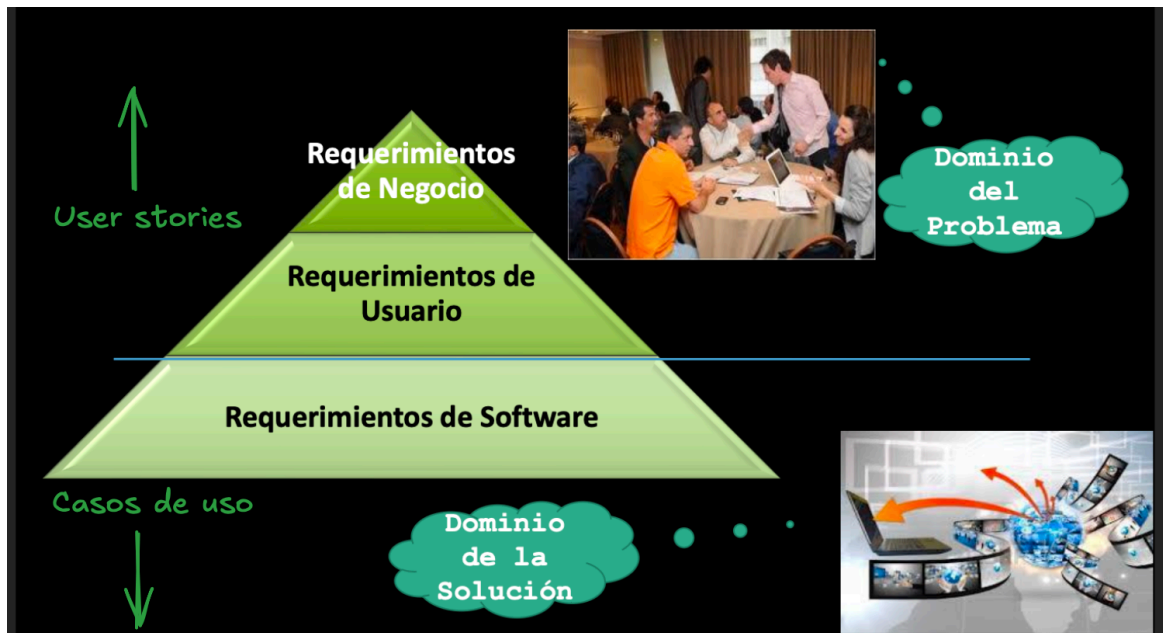 Requerimientos
de Negocio
Dominio
del
Problema
User stories
Requerimientos de
Usuario
Requerimientos de Software
Casos de uso
Dominio
de la
Solución